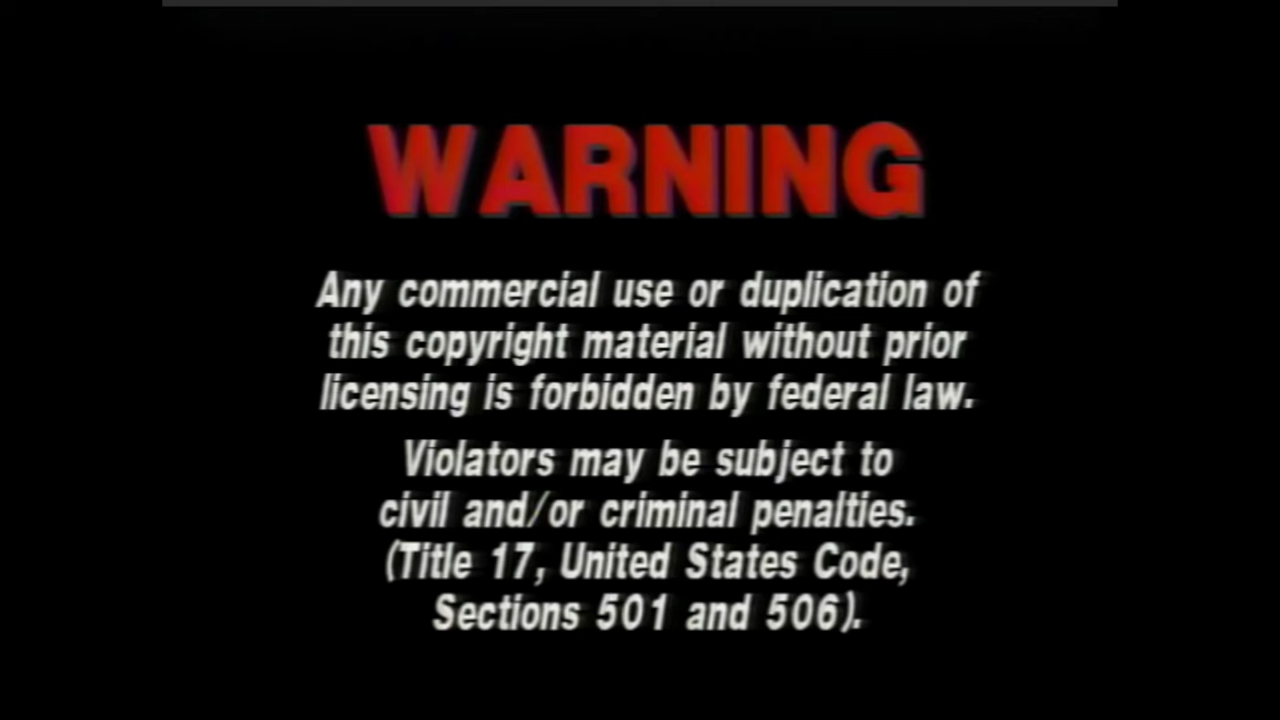 WARNING
Any commercial use or duplication of
this copyright material without prior
licensing is forbidden by federal law.
Violators may be subject to
civil and/or criminal penalties.
(Title 17, United States Code,
Sections 501 and 506).